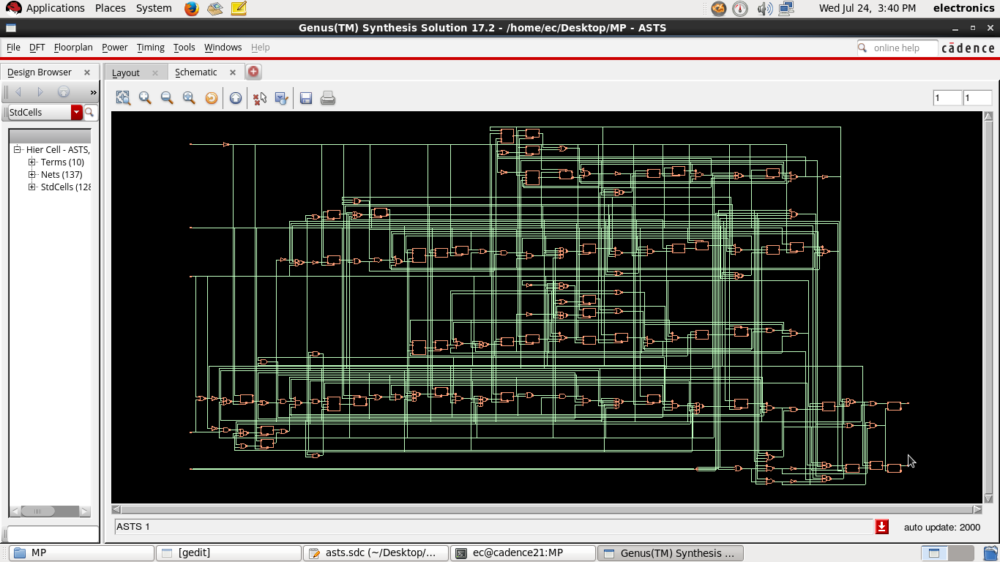 Applications Places System Wed Jul 24, 3:40 PM electronics
Genus(TM) Synthesis Solution 17.2 - /home/ec/Desktop/MP - ASTS
File DFT Floorplan Power Timing Tools Windows Help online help cādence
Design Browser Layout Schematic
» 1 1
StdCells
Hier Cell - ASTS,
Terms (10)
Nets (137)
StdCells (128
ASTS 1 auto update: 2000
MP [gedit] asts.sdc (~/Desktop/... ec@cadence21:MP Genus(TM) Synthesis ...